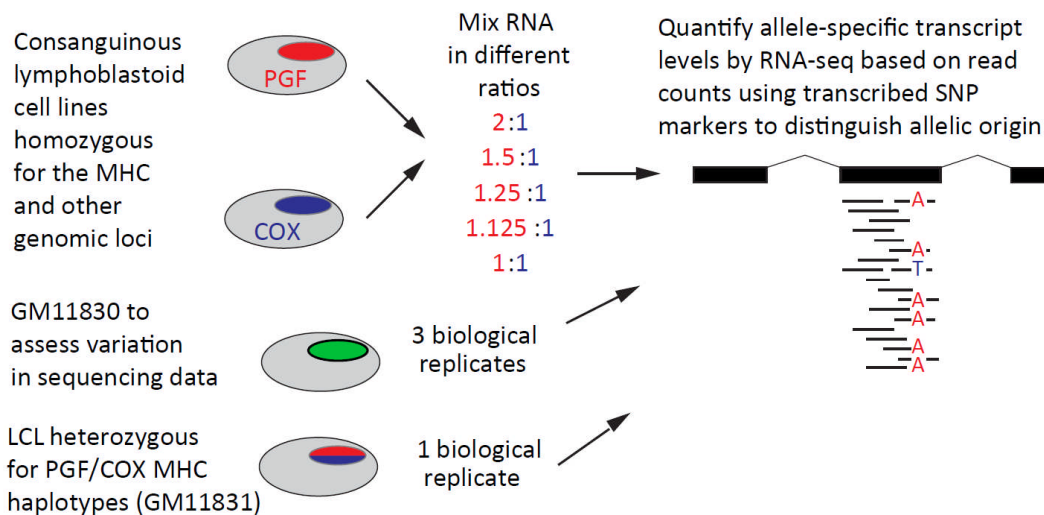 Consanguinous
lymphoblastoid
cell lines
homozygous
for the MHC
and other
genomic loci
PGF
COX
Mix RNA
in different
ratios
2:1
1.5:1
1.25:1
1.125 :1
1:1
Quantify allele-specific transcript
levels by RNA-seq based on read
counts using transcribed SNP
markers to distinguish allelic origin
A
A
T
A
A
A
A
GM11830 to
assess variation
in sequencing data
3 biological
replicates
LCL heterozygous
for PGF/COX MHC
haplotypes (GM11831)
1 biological
replicate